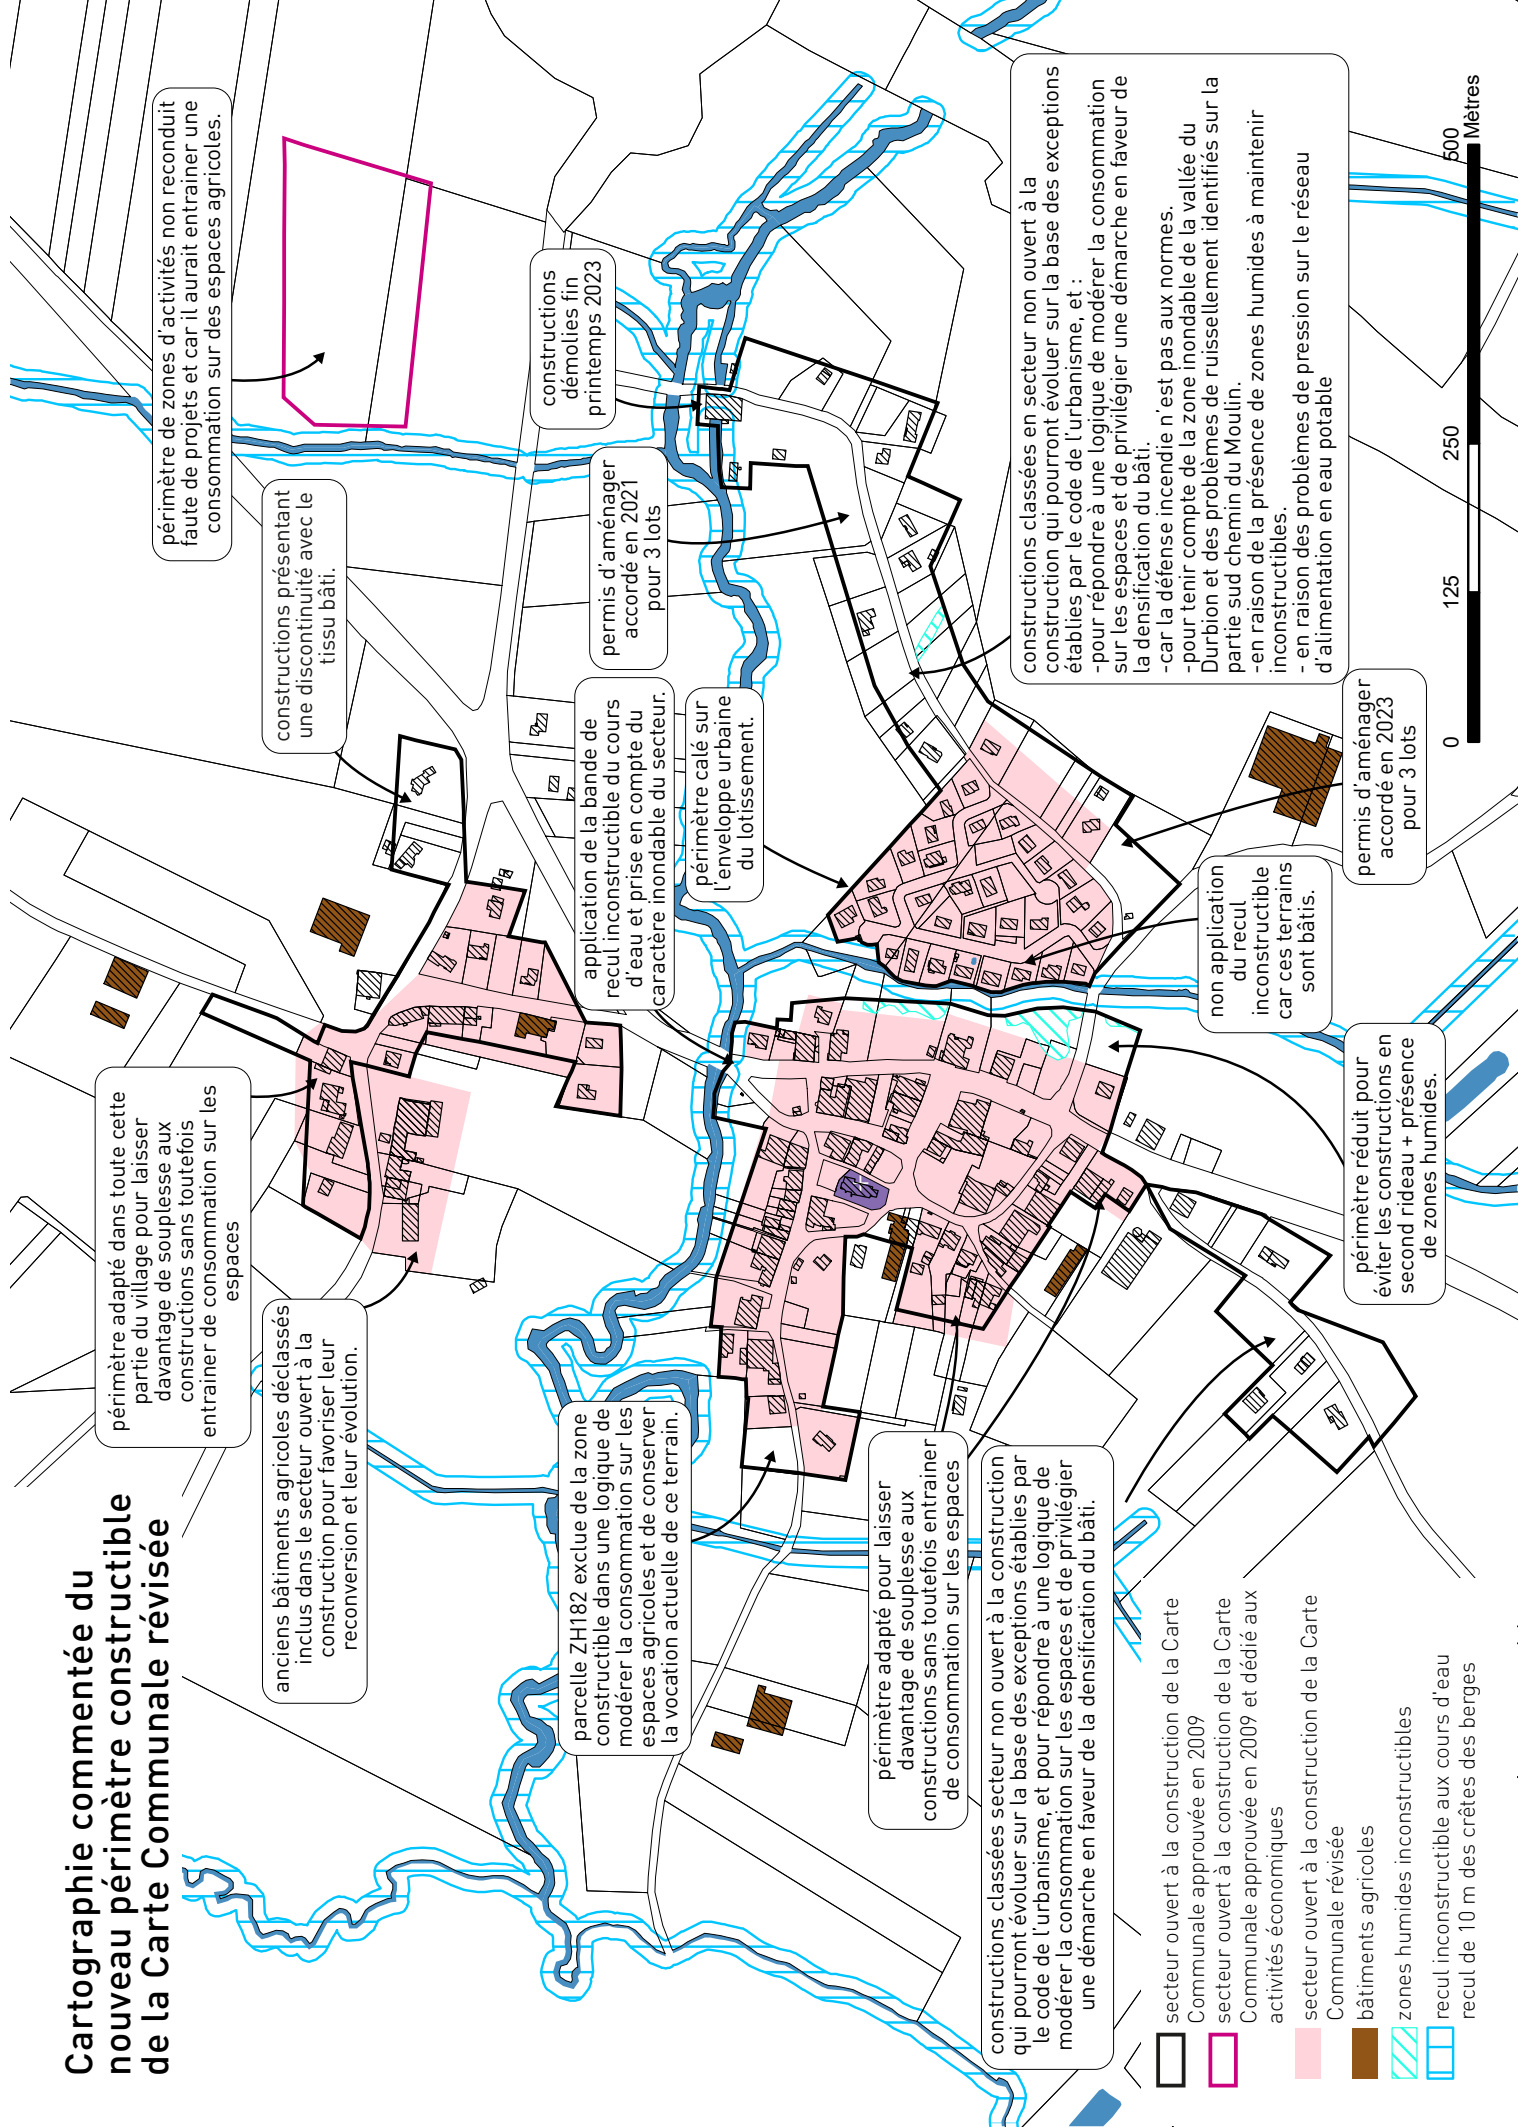 Cartographie commentée du
nouveau périmètre constructible
de la Carte Communale révisée
périmètre adapté dans toute cette
partie du village pour laisser
davantage de souplesse aux
constructions sans toutefois
entrainer de consommation sur les
espaces
périmètre de zones d'activités non reconduit
faute de projets et car il aurait entrainer une
consommation sur des espaces agricoles.
anciens bâtiments agricoles déclassés
inclus dans le secteur ouvert à la
construction pour favoriser leur
reconversion et leur évolution.
constructions présentant
une discontinuité avec le
tissu bâti.
constructions
démolies fin
printemps 2023
permis d'aménager
accordé en 2021
pour 3 lots
application de la bande de
recul inconstructible du cours
d'eau et prise en compte du
caractère inondable du secteur.
périmètre calé sur
l'enveloppe urbaine
du lotissement.
parcelle ZH182 exclue de la zone
constructible dans une logique de
modérer la consommation sur les
espaces agricoles et de conserver
la vocation actuelle de ce terrain.
périmètre adapté pour laisser
davantage de souplesse aux
constructions sans toutefois entrainer
de consommation sur les espaces
constructions classées secteur non ouvert à la construction
qui pourront évoluer sur la base des exceptions établies par
le code de l'urbanisme, et pour répondre à une logique de
modérer la consommation sur les espaces et de privilégier
une démarche en faveur de la densification du bâti.
constructions classées en secteur non ouvert à la
construction qui pourront évoluer sur la base des exceptions
établies par le code de l'urbanisme, et :
-pour répondre à une logique de modérer la consommation
sur les espaces et de privilégier une démarche en faveur de
la densification du bâti.
-car la défense incendie n'est pas aux normes.
-pour tenir compte de la zone inondable de la vallée du
Durbion et des problèmes de ruissellement identifiés sur la
partie sud chemin du Moulin.
-en raison de la présence de zones humides à maintenir
inconstructibles.
- en raison des problèmes de pression sur le réseau
d'alimentation en eau potable
non application
du recul
inconstructible
car ces terrains
sont bâtis.
permis d'aménager
accordé en 2023
pour 3 lots
périmètre réduit pour
éviter les constructions en
second rideau + présence
de zones humides.
secteur ouvert à la construction de la Carte
Communale approuvée en 2009
secteur ouvert à la construction de la Carte
Communale approuvée en 2009 et dédié aux
activités économiques
secteur ouvert à la construction de la Carte
Communale révisée
bâtiments agricoles
zones humides inconstructibles
recul inconstructible aux cours d'eau
recul de 10 m des crêtes des berges
0 125 250 500
Mètres